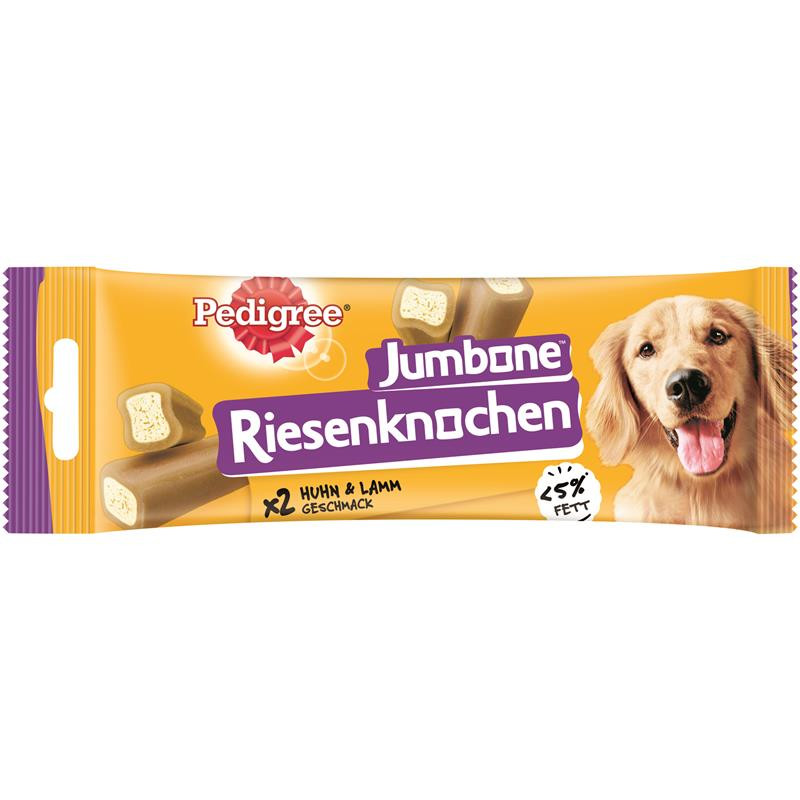 Pedigree®
Jumbone™
Riesenknochen
x2 HUHN & LAMM
GESCHMACK
<5%
FETT